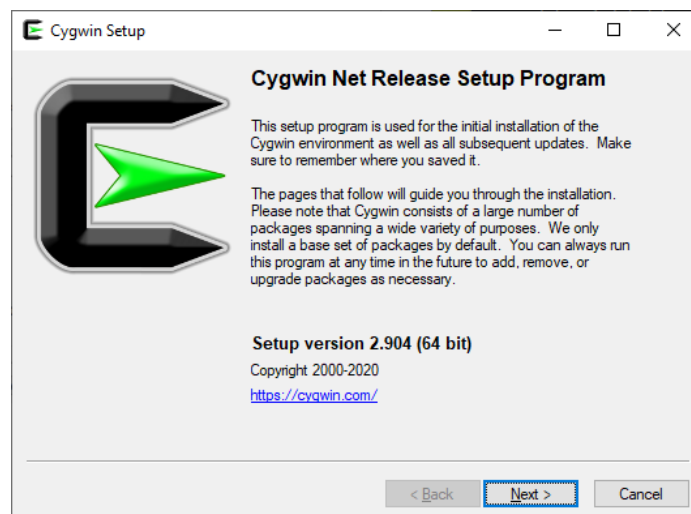 Cygwin Setup
Cygwin Net Release Setup Program
This setup program is used for the initial installation of the
Cygwin environment as well as all subsequent updates. Make
sure to remember where you saved it.
The pages that follow will guide you through the installation.
Please note that Cygwin consists of a large number of
packages spanning a wide variety of purposes. We only
install a base set of packages by default. You can always run
this program at any time in the future to add, remove, or
upgrade packages as necessary.
Setup version 2.904 (64 bit)
Copyright 2000-2020
https://cygwin.com/
< Back Next > Cancel